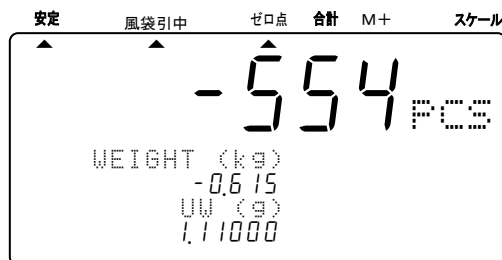 安定 風袋引中 ゼロ点 合計 M+ スケール
-554 PCS
WEIGHT (kg)
-0.615
UW (g)
1.11000